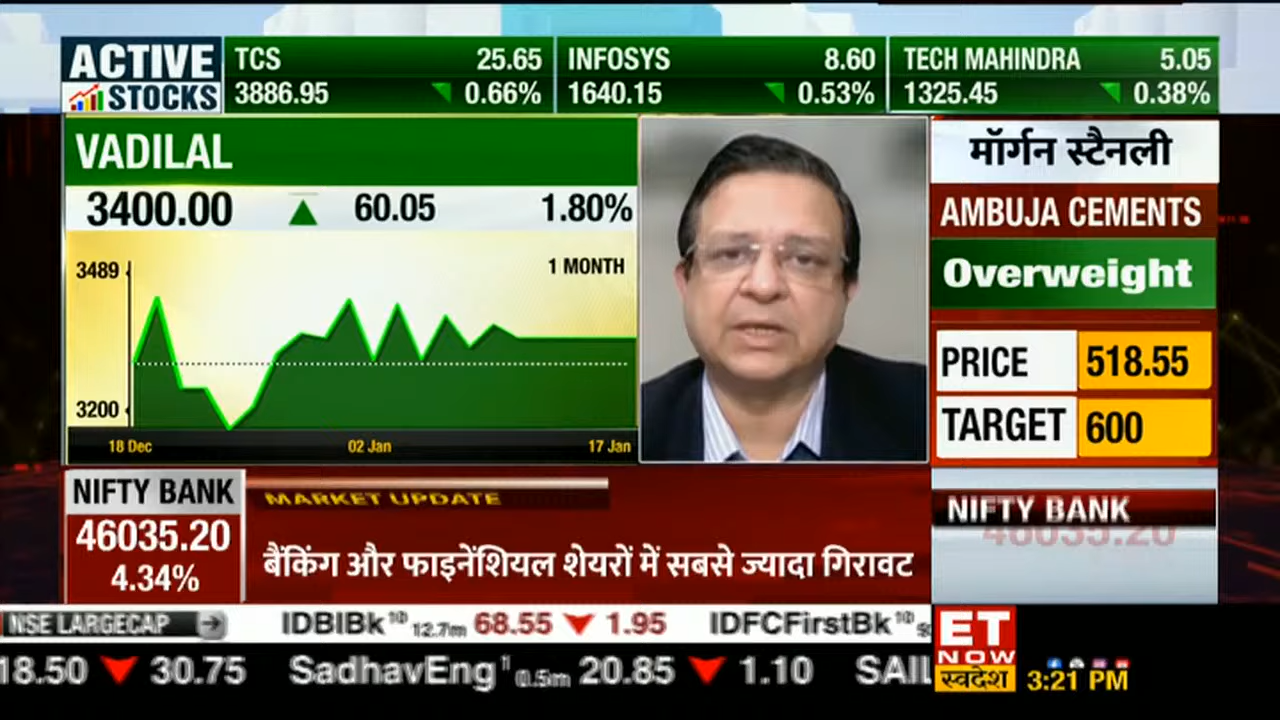 ACTIVE STOCKS
TCS 25.65
3886.95 0.66%
INFOSYS 8.60
1640.15 0.53%
TECH MAHINDRA 5.05
1325.45 0.38%
VADILAL
3400.00 60.05 1.80%
3489
1 MONTH
3200
18 Dec 02 Jan 17 Jan
मॉर्गन स्टैनली
AMBUJA CEMENTS
Overweight
PRICE 518.55
TARGET 600
NIFTY BANK
46035.20
4.34%
MARKET UPDATE
बैंकिंग और फाइनेंशियल शेयरों में सबसे ज्यादा गिरावट
NIFTY BANK
46035.20
NSE LARGECAP IDBIBk 10 12.7m 68.55 1.95 IDFCFirstBk 10
18.50 30.75 SadhavEng 1 0.5m 20.85 1.10 SAIL
ET
NOW
स्वदेश
3:21 PM